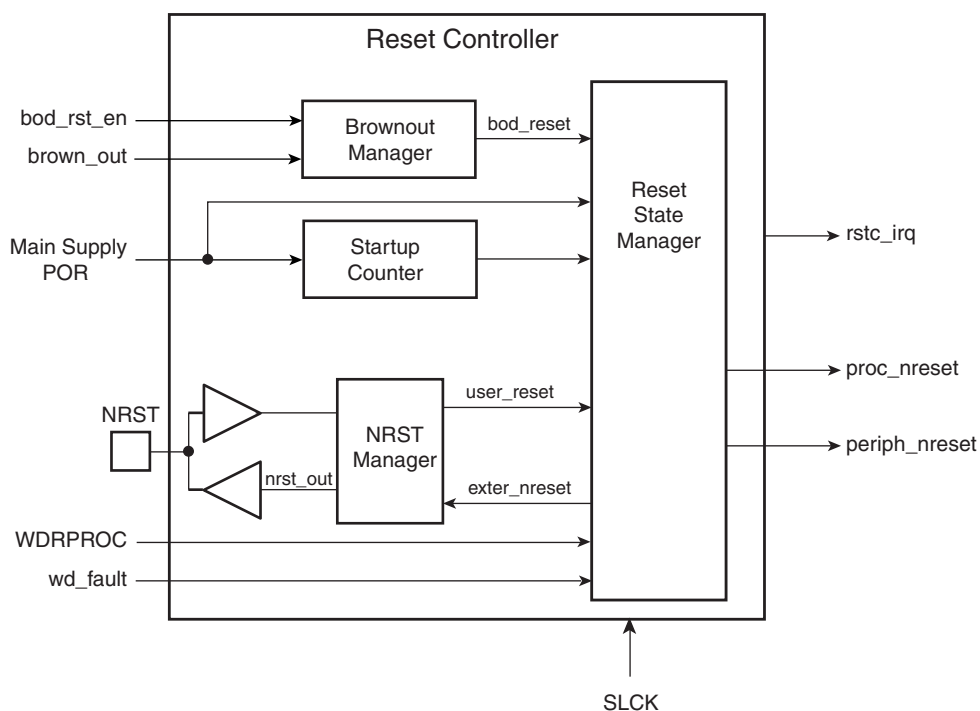 Reset Controller
bod_rst_en
brown_out
Brownout
Manager
bod_reset
Main Supply
POR
Startup
Counter
Reset
State
Manager
rstc_irq
proc_nreset
periph_nreset
NRST
nrst_out
NRST
Manager
user_reset
exter_nreset
WDRPROC
wd_fault
SLCK